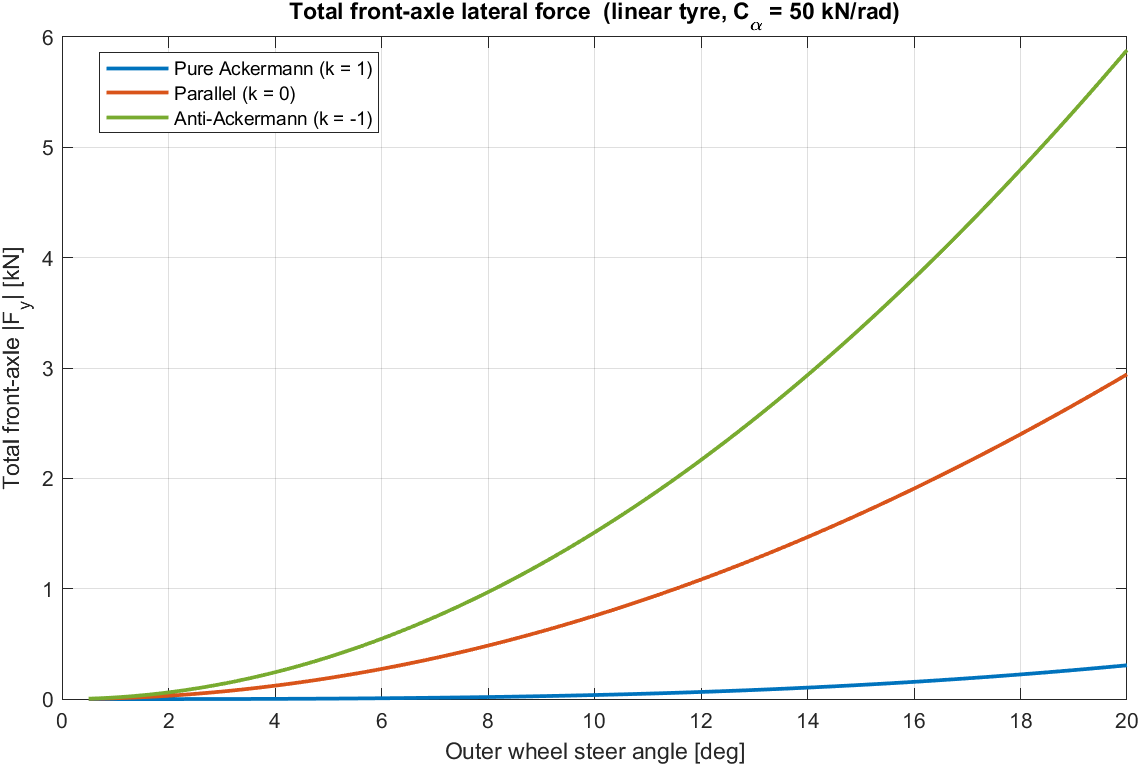 Total front-axle lateral force (linear tyre, Cα = 50 kN/rad)
Pure Ackermann (k = 1)
Parallel (k = 0)
Anti-Ackermann (k = -1)
Total front-axle lateral force |Fy| [kN]
6
5
4
3
2
1
0
0 2 4 6 8 10 12 14 16 18 20
Outer wheel steer angle [deg]